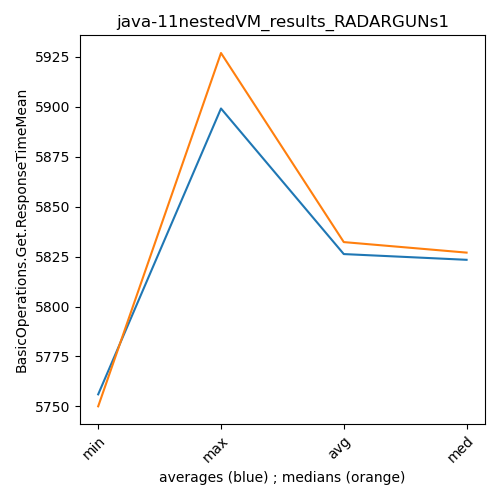 java-11nestedVM_results_RADARGUNs1
BasicOperations.Get.ResponseTimeMean
5925
5900
5875
5850
5825
5800
5775
5750
min
max
avg
med
averages (blue) ; medians (orange)